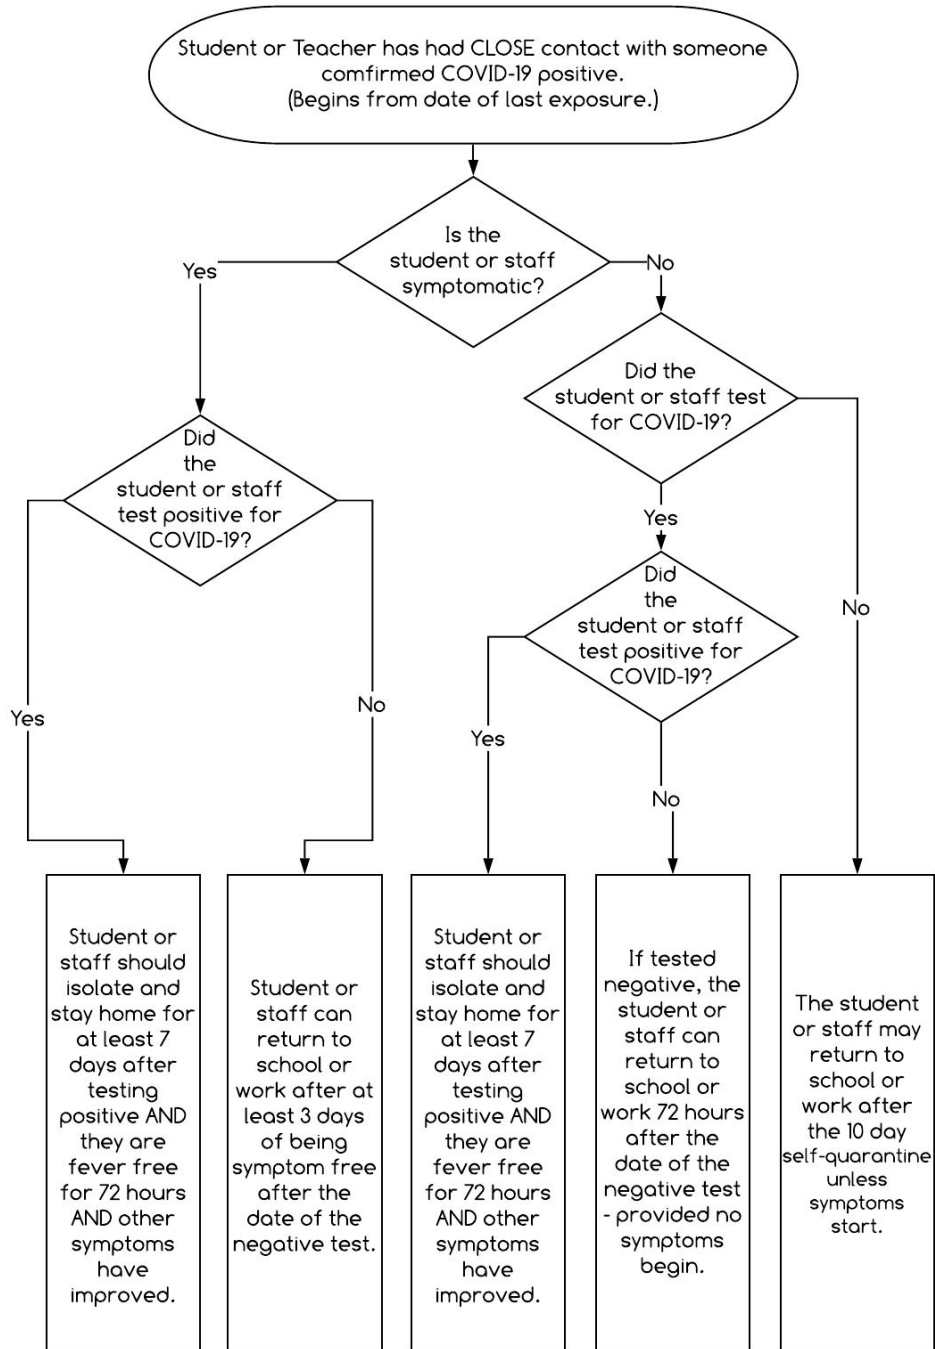 Student or Teacher has had CLOSE contact with someone
comfirmed COVID-19 positive.
(Begins from date of last exposure.)
Is the
student or staff
symptomatic?
Yes
No
Did the
student or staff test
for COVID-19?
Did
the
student or staff
test positive for
COVID-19?
Yes
No
Yes
Did
the
student or staff
test positive for
COVID-19?
Yes
No
No
Student or
staff should
isolate and
stay home for
at least 7
days after
testing
positive AND
they are
fever free
for 72 hours
AND other
symptoms
have
improved.
Student or
staff can
return to
school or
work after at
least 3 days
of being
symptom free
after the
date of the
negative test.
Student or
staff should
isolate and
stay home for
at least 7
days after
testing
positive AND
they are
fever free
for 72 hours
AND other
symptoms
have
improved.
If tested
negative, the
student or
staff can
return to
school or
work 72 hours
after the
date of the
negative test
- provided no
symptoms
begin.
The student
or staff may
return to
school or
work after
the 10 day
self-quarantine
unless
symptoms
start.